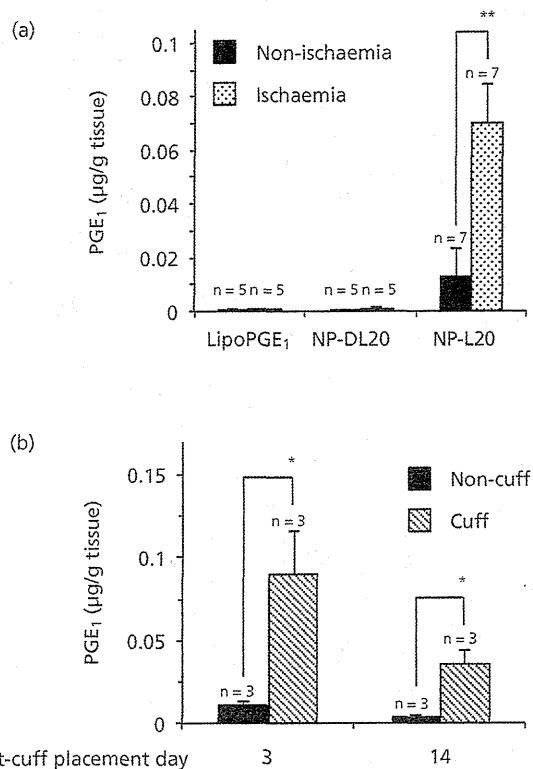 (a)
**
0.1
Non-ischaemia
n = 7
0.08
Ischaemia
0.06
PGE₁ (μg/g tissue)
0.04
n = 7
0.02
n = 5 n = 5
n = 5 n = 5
0
LipoPGE₁ NP-DL20 NP-L20
(b)
0.15
*
Non-cuff
n = 3
Cuff
0.1
PGE₁ (μg/g tissue)
*
n = 3
0.05
n = 3
n = 3
0
t-cuff placement day 3 14